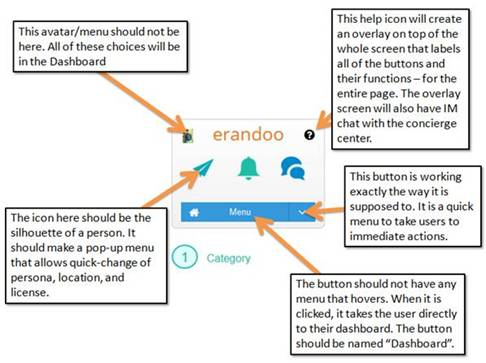 This avatar/menu should not be
here. All of these choices will be
in the Dashboard
This help icon will create
an overlay on top of the
whole screen that labels
all of the buttons and
their functions – for the
entire page. The overlay
screen will also have IM
chat with the concierge
center.
erandoo
?
This button is working
exactly the way it is
supposed to. It is a quick
menu to take users to
immediate actions.
The icon here should be the
silhouette of a person. It
should make a pop-up menu
that allows quick-change of
persona, location, and
license.
Menu
1 Category
The button should not have any
menu that hovers. When it is
clicked, it takes the user directly
to their dashboard. The button
should be named “Dashboard”.